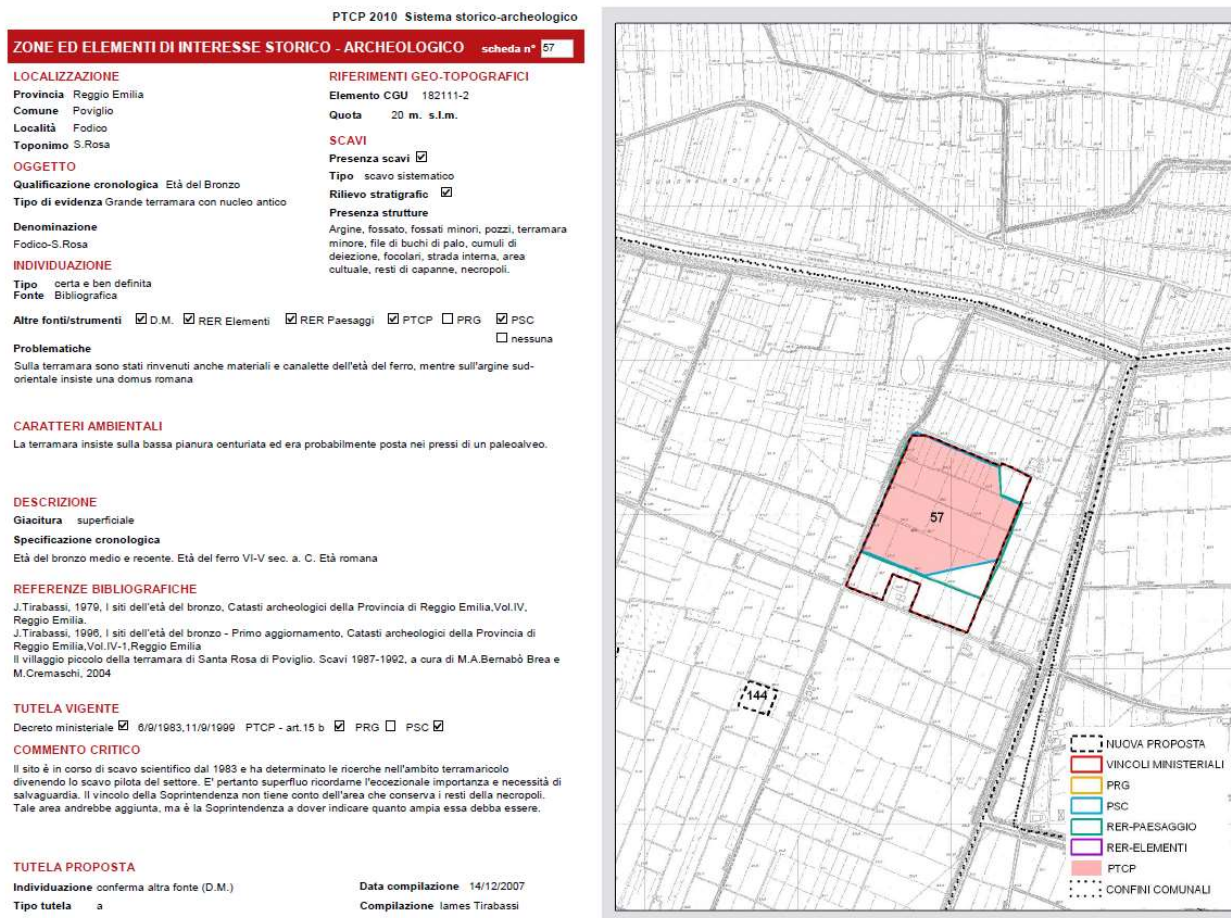 PTCP 2010 Sistema storico-archeologico
ZONE ED ELEMENTI DI INTERESSE STORICO - ARCHEOLOGICO scheda n° 57
LOCALIZZAZIONE
Provincia Reggio Emilia
Comune Poviglio
Località Fodico
Toponimo S.Rosa
OGGETTO
Qualificazione cronologica Età del Bronzo
Tipo di evidenza Grande terramara con nucleo antico
Denominazione
Fodico-S.Rosa
INDIVIDUAZIONE
Tipo certa e ben definita
Fonte Bibliografica
RIFERIMENTI GEO-TOPOGRAFICI
Elemento CGU 182111-2
Quota 20 m. s.l.m.
SCAVI
Presenza scavi
Tipo scavo sistematico
Rilievo stratigrafic
Presenza strutture
Argine, fossato, fossati minori, pozzi, terramara
minore, file di buchi di palo, cumuli di
deiezione, focolari, strada interna, area
cultuale, resti di capanne, necropoli.
Altre fonti/strumenti D.M. RER Elementi RER Paesaggi PTCP PRG PSC
nessuna
Problematiche
Sulla terramara sono stati rinvenuti anche materiali e canalette dell'età del ferro, mentre sull'argine sud-
orientale insiste una domus romana
CARATTERI AMBIENTALI
La terramara insiste sulla bassa pianura centuriata ed era probabilmente posta nei pressi di un paleoalveo.
DESCRIZIONE
Giacitura superficiale
Specificazione cronologica
Età del bronzo medio e recente. Età del ferro VI-V sec. a. C. Età romana
REFERENZE BIBLIOGRAFICHE
J.Tirabassi, 1979, I siti dell'età del bronzo, Catasti archeologici della Provincia di Reggio Emilia,Vol.IV,
Reggio Emilia.
J.Tirabassi, 1996, I siti dell'età del bronzo - Primo aggiornamento, Catasti archeologici della Provincia di
Reggio Emilia,Vol.IV-1,Reggio Emilia
Il villaggio piccolo della terramara di Santa Rosa di Poviglio. Scavi 1987-1992, a cura di M.A.Bernabò Brea e
M.Cremaschi, 2004
TUTELA VIGENTE
Decreto ministeriale 6/9/1983,11/9/1999 PTCP - art.15 b PRG PSC
COMMENTO CRITICO
Il sito è in corso di scavo scientifico dal 1983 e ha determinato le ricerche nell'ambito terramaricolo
divenendo lo scavo pilota del settore. E' pertanto superfluo ricordarne l'eccezionale importanza e necessità di
salvaguardia. Il vincolo della Soprintendenza non tiene conto dell'area che conserva i resti della necropoli.
Tale area andrebbe aggiunta, ma è la Soprintendenza a dover indicare quanto ampia essa debba essere.
TUTELA PROPOSTA
Individuazione conferma altra fonte (D.M.)
Tipo tutela a
Data compilazione 14/12/2007
Compilazione Iames Tirabassi
57
144
NUOVA PROPOSTA
VINCOLI MINISTERIALI
PRG
PSC
RER-PAESAGGIO
RER-ELEMENTI
PTCP
CONFINI COMUNALI